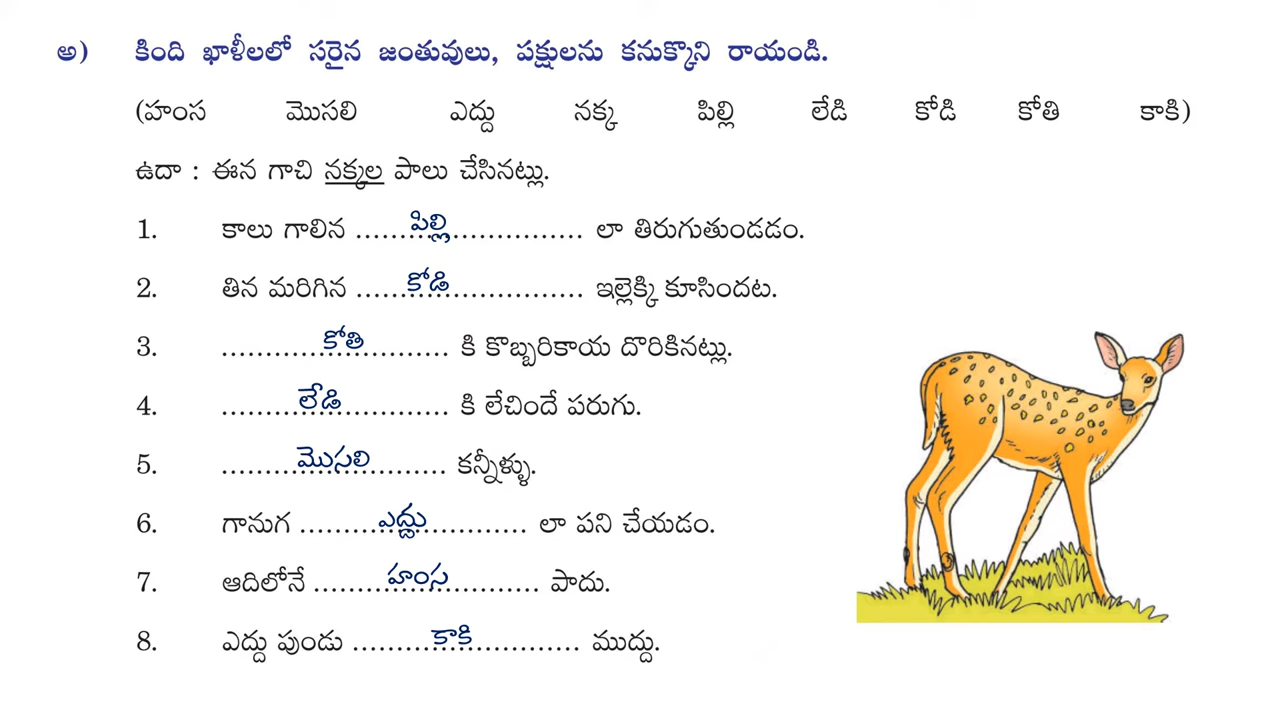 అ) కింది ఖాళీలలో సరైన జంతువులు, పక్షులను కనుక్కొని రాయండి.
(హంస మొసలి ఎద్దు నక్క పిల్లి లేడి కోడి కోతి కాకి)
ఉదా : ఈన గాచి నక్కల పాలు చేసినట్లు.
1. కాలు గాలిన ........పిల్లి............... లా తిరుగుతుండడం.
2. తిన మరిగిన ........కోడి............... ఇల్లెక్కి కూసిందట.
3. ............కోతి.......... కి కొబ్బరికాయ దొరికినట్లు.
4. .........లేడి............. కి లేచిందే పరుగు.
5. .........మొసలి........... కన్నీళ్ళు.
6. గానుగ .........ఎద్దు............ లా పని చేయడం.
7. ఆదిలోనే .........హంస............ పాదు.
8. ఎద్దు పుండు .........కాకి............ ముద్దు.